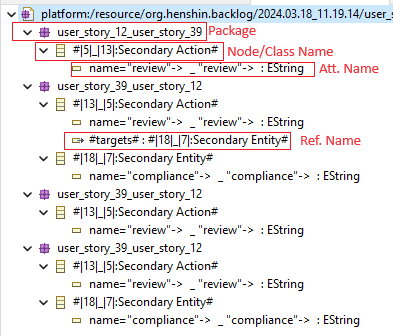 platform:/resource/org.henshin.backlog/2024.03.18_11.19.14/user_s
user_story_12_user_story_39 Package
#|5|_|13|:Secondary Action# Node/Class Name
name="review"-> _ "review"-> : EString Att. Name
user_story_39_user_story_12
#|13|_|5|:Secondary Action#
name="review"-> _ "review"-> : EString
#targets# : #|18|_|7|:Secondary Entity# Ref. Name
#|18|_|7|:Secondary Entity#
name="compliance"-> _ "compliance"-> : EString
user_story_39_user_story_12
#|13|_|5|:Secondary Action#
name="review"-> _ "review"-> : EString
user_story_39_user_story_12
#|13|_|5|:Secondary Action#
name="review"-> _ "review"-> : EString
#|18|_|7|:Secondary Entity#
name="compliance"-> _ "compliance"-> : EString